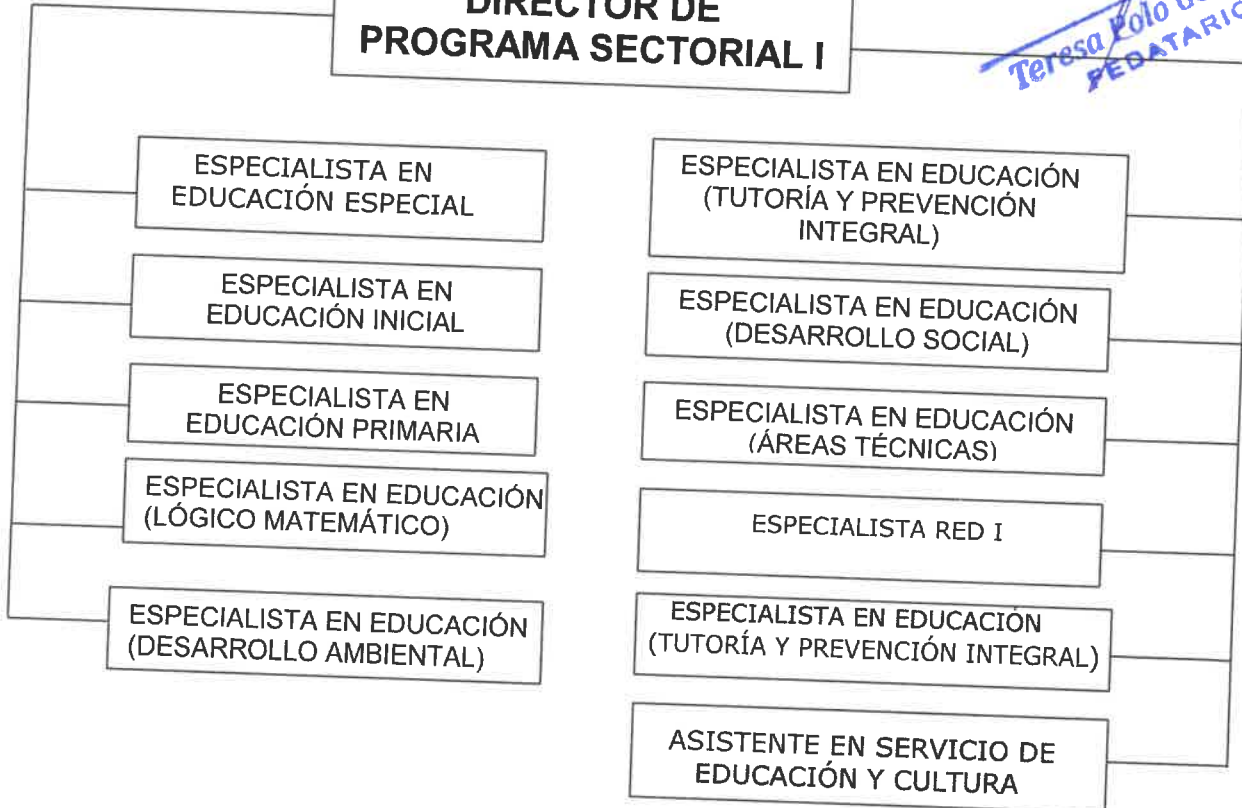 DIRECTOR DE
PROGRAMA SECTORIAL I
Teresa Polo
FEDATARIO
ESPECIALISTA EN
EDUCACIÓN ESPECIAL
ESPECIALISTA EN
EDUCACIÓN INICIAL
ESPECIALISTA EN
EDUCACIÓN PRIMARIA
ESPECIALISTA EN EDUCACIÓN
(LÓGICO MATEMÁTICO)
ESPECIALISTA EN EDUCACIÓN
(DESARROLLO AMBIENTAL)
ESPECIALISTA EN EDUCACIÓN
(TUTORÍA Y PREVENCIÓN
INTEGRAL)
ESPECIALISTA EN EDUCACIÓN
(DESARROLLO SOCIAL)
ESPECIALISTA EN EDUCACIÓN
(ÁREAS TÉCNICAS)
ESPECIALISTA RED I
ESPECIALISTA EN EDUCACIÓN
(TUTORÍA Y PREVENCIÓN INTEGRAL)
ASISTENTE EN SERVICIO DE
EDUCACIÓN Y CULTURA